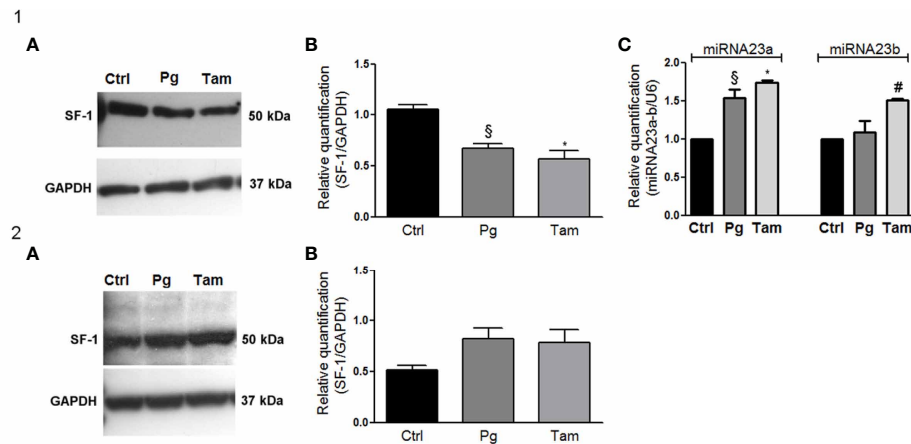 1
A
Ctrl Pg Tam
SF-1
50 kDa
GAPDH
37 kDa
B
Relative quantification
(SF-1/GAPDH)
1.5
1.0
0.5
0.0
§
*
Ctrl Pg Tam
C
miRNA23a miRNA23b
Relative quantification
(miRNA23a-b/U6)
2.0
1.5
1.0
0.5
0.0
§
*
#
Ctrl Pg Tam Ctrl Pg Tam
2
A
Ctrl Pg Tam
SF-1
50 kDa
GAPDH
37 kDa
B
Relative quantification
(SF-1/GAPDH)
1.5
1.0
0.5
0.0
Ctrl Pg Tam